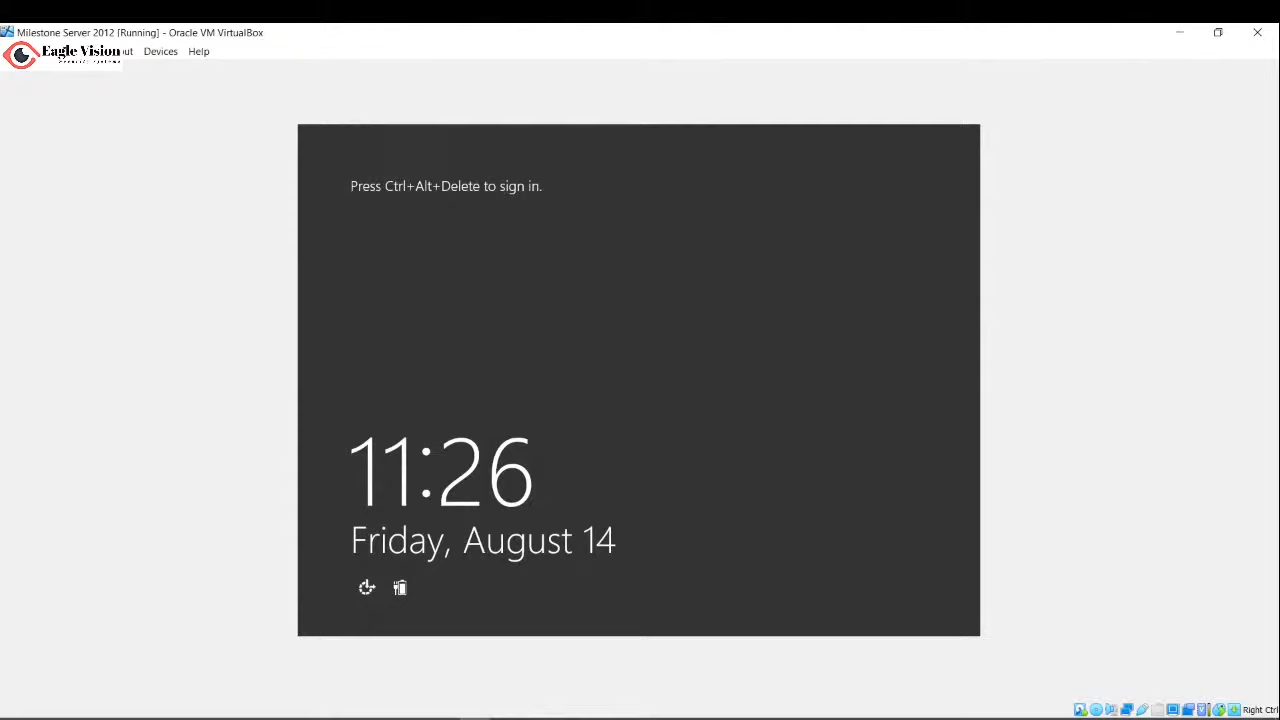 Milestone Server 2012 [Running] - Oracle VM VirtualBox
Eagle Vision
ut Devices Help
Press Ctrl+Alt+Delete to sign in.
11:26
Friday, August 14
Right Ctrl